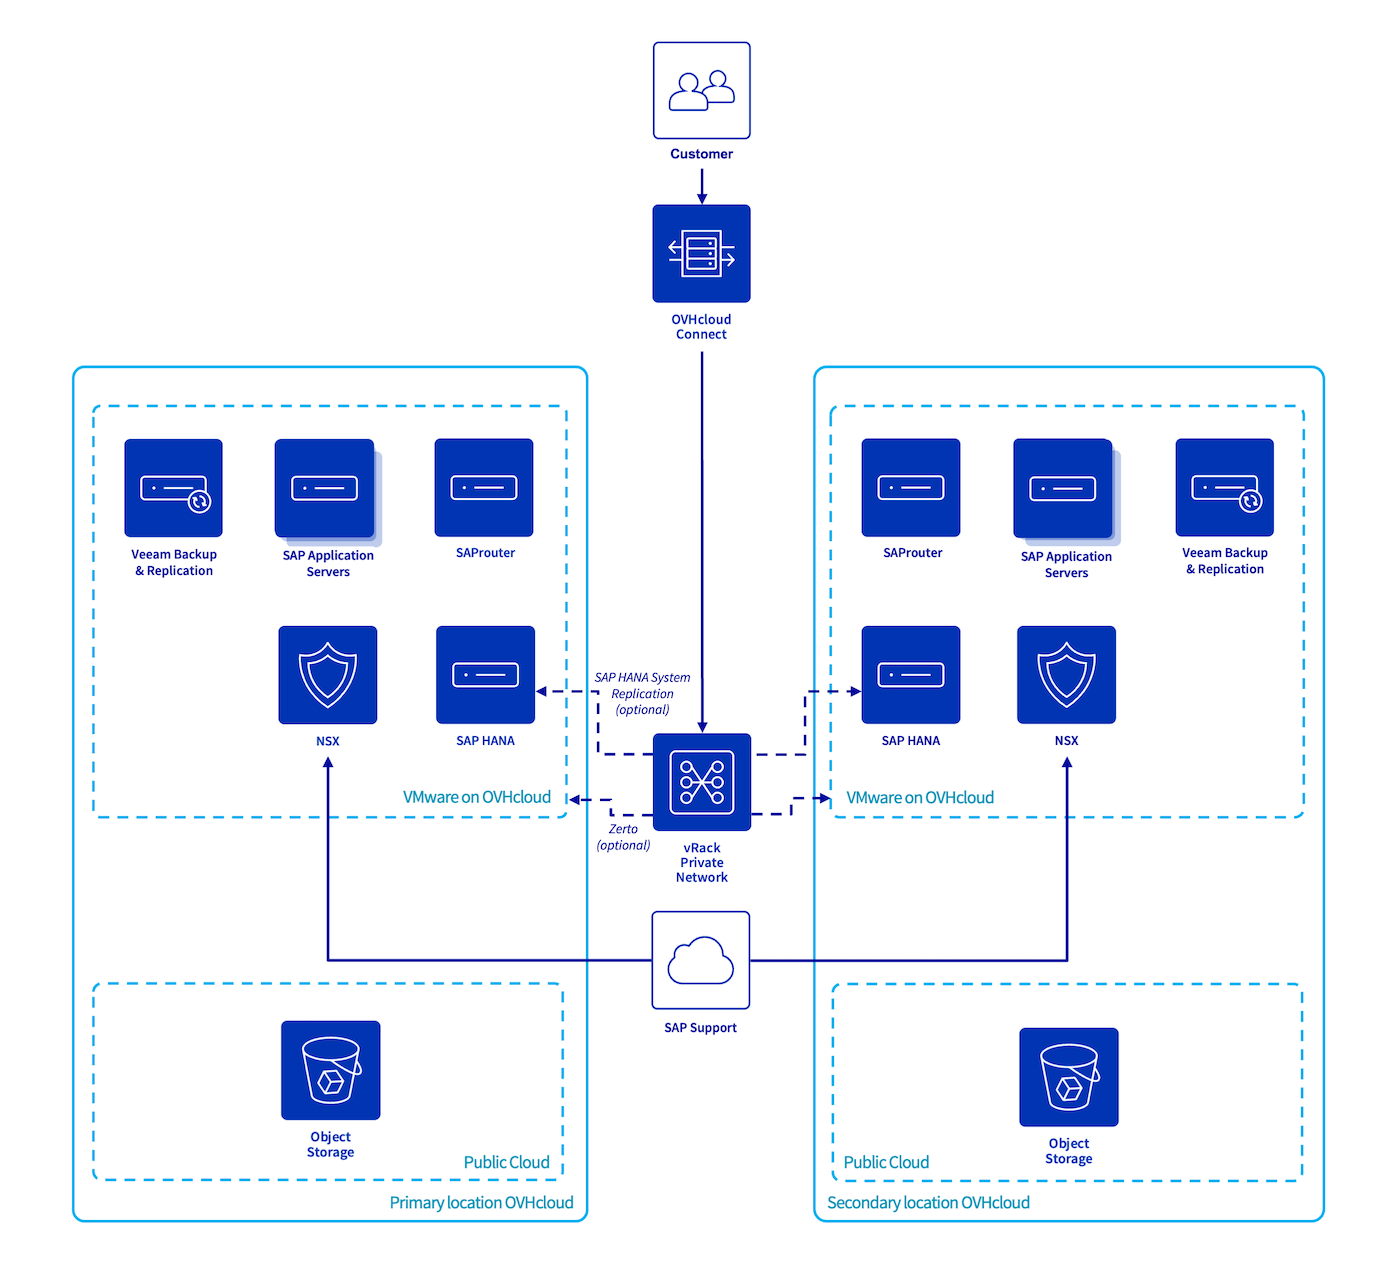 Customer
OVHcloud
Connect
Veeam Backup
& Replication
SAP Application
Servers
SAProuter
SAProuter
SAP Application
Servers
Veeam Backup
& Replication
NSX
SAP HANA
SAP HANA System
Replication
(optional)
SAP HANA
NSX
VMware on OVHcloud
Zerto
(optional)
vRack
Private
Network
VMware on OVHcloud
SAP Support
Object
Storage
Public Cloud
Primary location OVHcloud
Object
Storage
Public Cloud
Secondary location OVHcloud